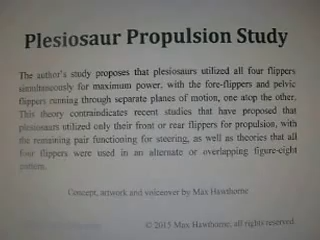 Plesiosaur Propulsion Study
The author's study proposes that plesiosaurs utilized all four flippers
simultaneously for maximum power, with the fore-flippers and pelvic
flippers running through separate planes of motion, one atop the other.
This theory contraindicates recent studies that have proposed that
plesiosaurs utilized only their front or rear flippers for propulsion, with
the remaining pair functioning for steering, as well as theories that all
four flippers were used in an alternate or overlapping figure-eight
pattern.
Concept, artwork and voiceover by Max Hawthorne
© 2015 Max Hawthorne, all rights reserved.